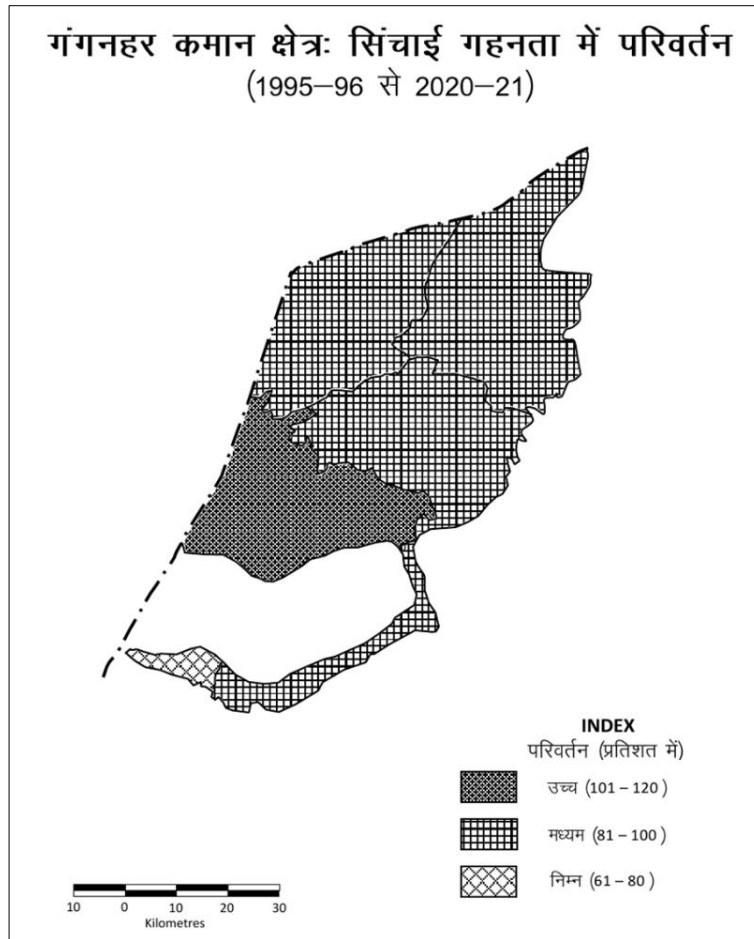 गंगनहर कमान क्षेत्रः सिंचाई गहनता में परिवर्तन
(1995–96 से 2020–21)
INDEX
परिवर्तन (प्रतिशत में)
उच्च (101 – 120 )
मध्यम (81 – 100)
निम्न (61 – 80 )
10 0 10 20 30
Kilometres